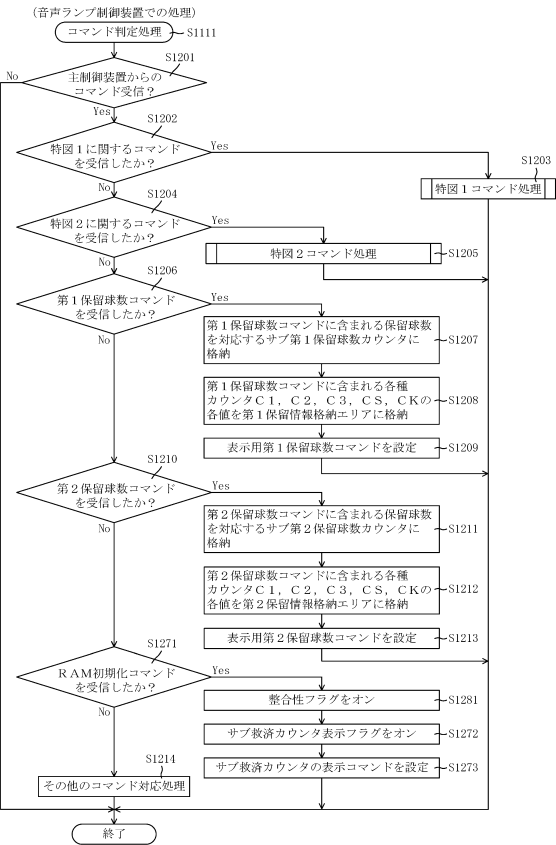 (音声ランプ制御装置での処理)
コマンド判定処理
S1111
S1201
主制御装置からの
コマンド受信？
No
Yes
S1202
特図１に関するコマンド
を受信したか？
Yes
No
S1203
特図１コマンド処理
S1204
特図２に関するコマンド
を受信したか？
Yes
No
特図２コマンド処理
S1205
S1206
第１保留球数コマンド
を受信したか？
Yes
No
第１保留球数コマンドに含まれる保留球数
を対応するサブ第１保留球数カウンタに
格納
S1207
第１保留球数コマンドに含まれる各種
カウンタＣ１，Ｃ２，Ｃ３，ＣＳ，ＣＫの
各値を第１保留情報格納エリアに格納
S1208
表示用第１保留球数コマンドを設定
S1209
S1210
第２保留球数コマンド
を受信したか？
Yes
No
第２保留球数コマンドに含まれる保留球数
を対応するサブ第２保留球数カウンタに
格納
S1211
第２保留球数コマンドに含まれる各種
カウンタＣ１，Ｃ２，Ｃ３，ＣＳ，ＣＫの
各値を第２保留情報格納エリアに格納
S1212
表示用第２保留球数コマンドを設定
S1213
S1271
ＲＡＭ初期化コマンド
を受信したか？
Yes
No
整合性フラグをオン
S1281
サブ救済カウンタ表示フラグをオン
S1272
サブ救済カウンタの表示コマンドを設定
S1273
S1214
その他のコマンド対応処理
終了